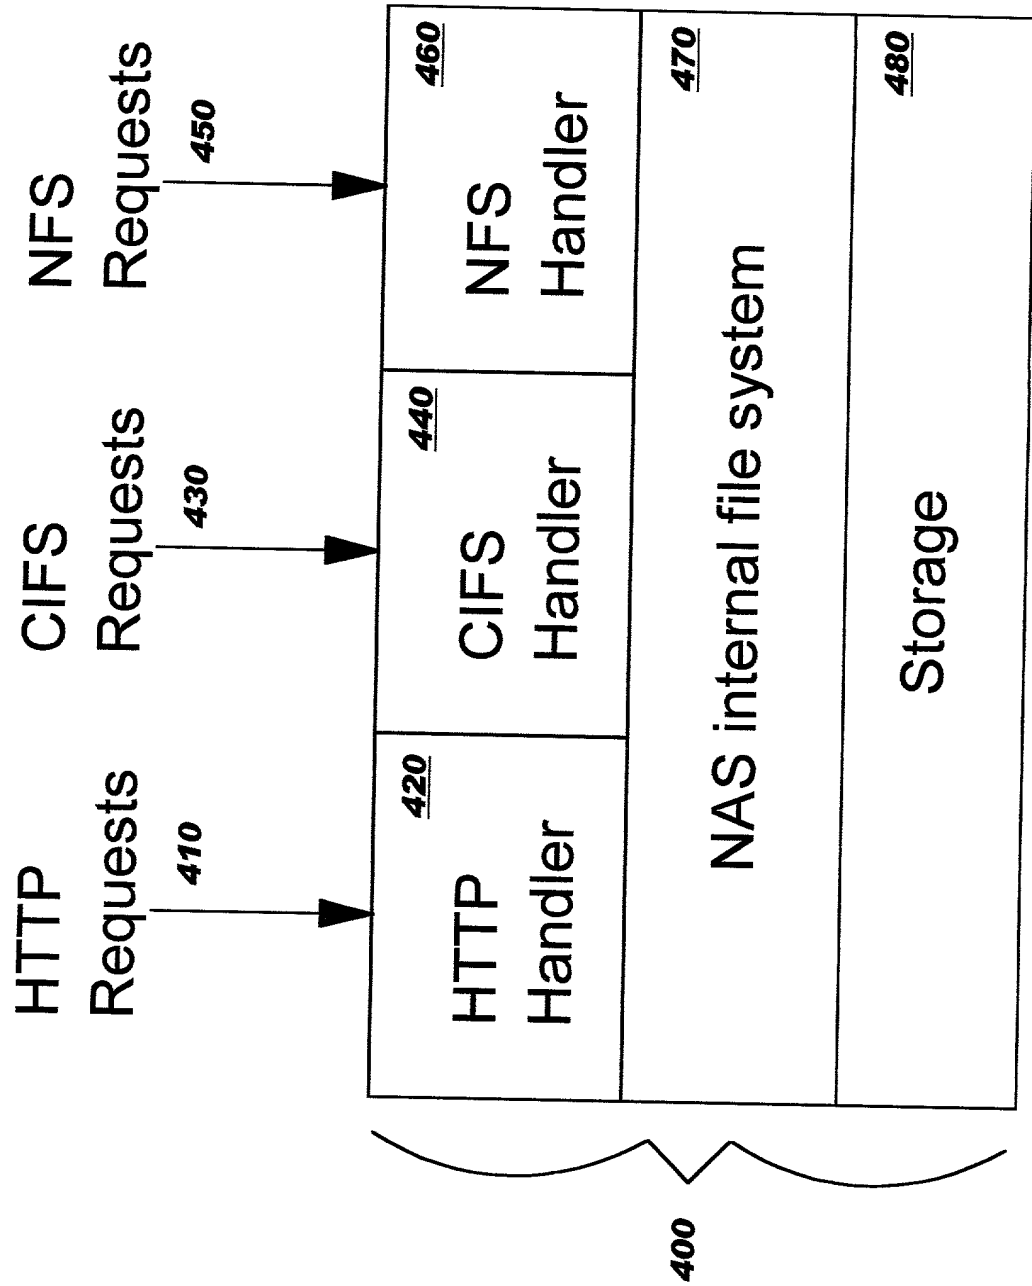 HTTP
Requests
410
CIFS
Requests
430
NFS
Requests
450
420
HTTP
Handler
440
CIFS
Handler
460
NFS
Handler
470
NAS internal file system
480
Storage
400